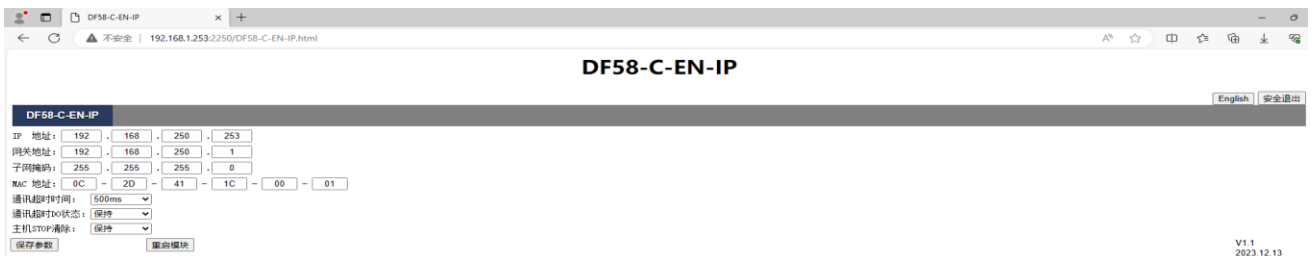 DF58-C-EN-IP
不安全 | 192.168.1.253:2250/DF58-C-EN-IP.html
DF58-C-EN-IP
English 安全退出
DF58-C-EN-IP
IP 地址: 192 . 168 . 250 . 253
网关地址: 192 . 168 . 250 . 1
子网掩码: 255 . 255 . 255 . 0
MAC 地址: 0C - 2D - 41 - 1C - 00 - 01
通讯超时时间: 500ms
通讯超时DO状态: 保持
主机STOP清除: 保持
保存参数 重启模块
V1.1
2023.12.13